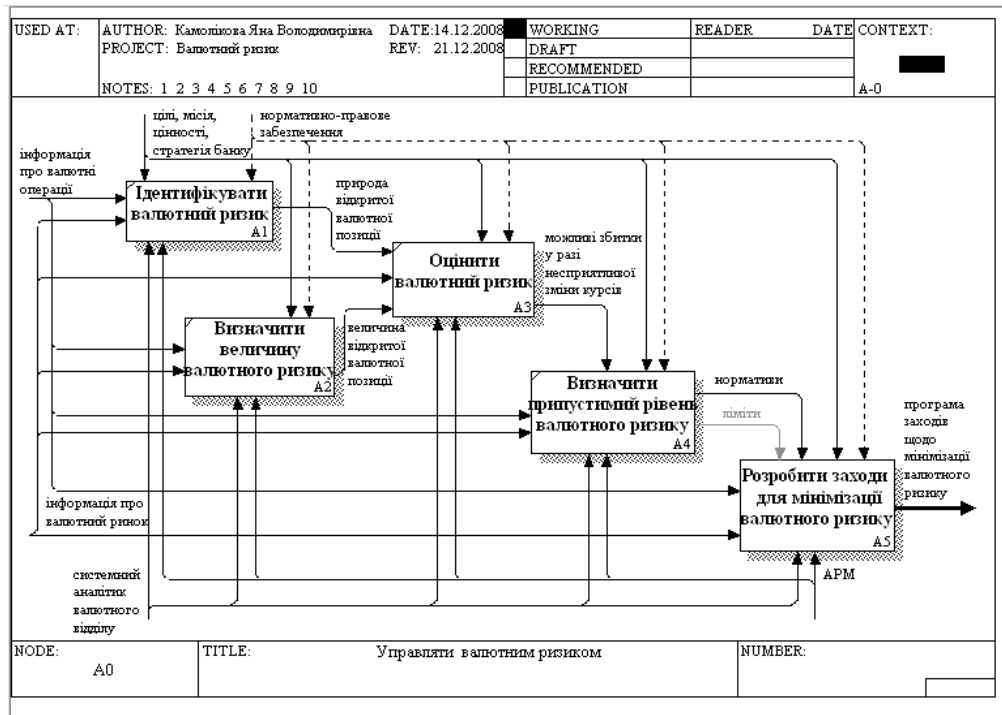 USED AT:
AUTHOR: Камолікова Яна Володимирівна
DATE:14.12.2008
WORKING
READER
DATE
CONTEXT:
PROJECT: Валютний ризик
REV: 21.12.2008
DRAFT
RECOMMENDED
NOTES: 1 2 3 4 5 6 7 8 9 10
PUBLICATION
A-0
цілі, місія,
цінності,
стратегія банку
нормативно-правове
забезпечення
інформація
про валютні
операції
Ідентифікувати
валютний ризик
A1
природа
відкритої
валютної
позиції
Оцінити
валютний ризик
A3
можливі збитки
у разі
несприятливої
зміни курсів
Визначити
величину
валютного ризику
A2
величина
відкритої
валютної
позиції
Визначити
припустимий рівень
валютного ризику
A4
нормативи
ліміти
програма
заходів
щодо
мінімізації
валютного
ризику
Розробити заходи
для мінімізації
валютного ризику
A5
інформація про
валютний ринок
системний
аналітик
валютного
відділу
АРМ
NODE:
A0
TITLE:
Управляти валютним ризиком
NUMBER: